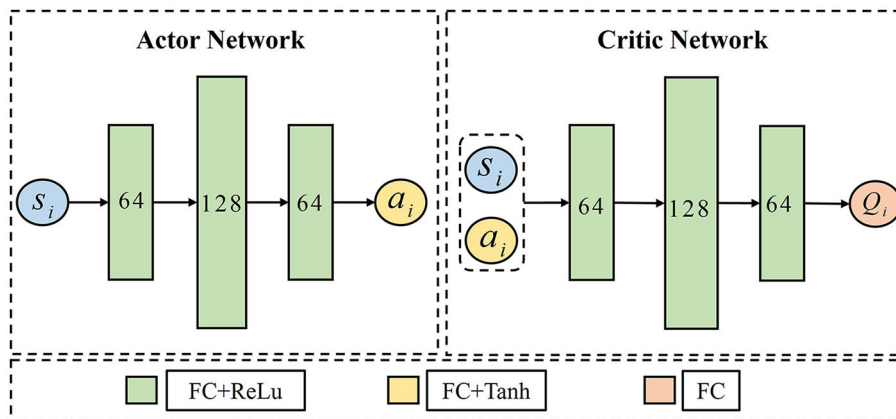 Actor Network
s_i
64
128
64
a_i
Critic Network
s_i
a_i
64
128
64
Q_i
FC+ReLu
FC+Tanh
FC